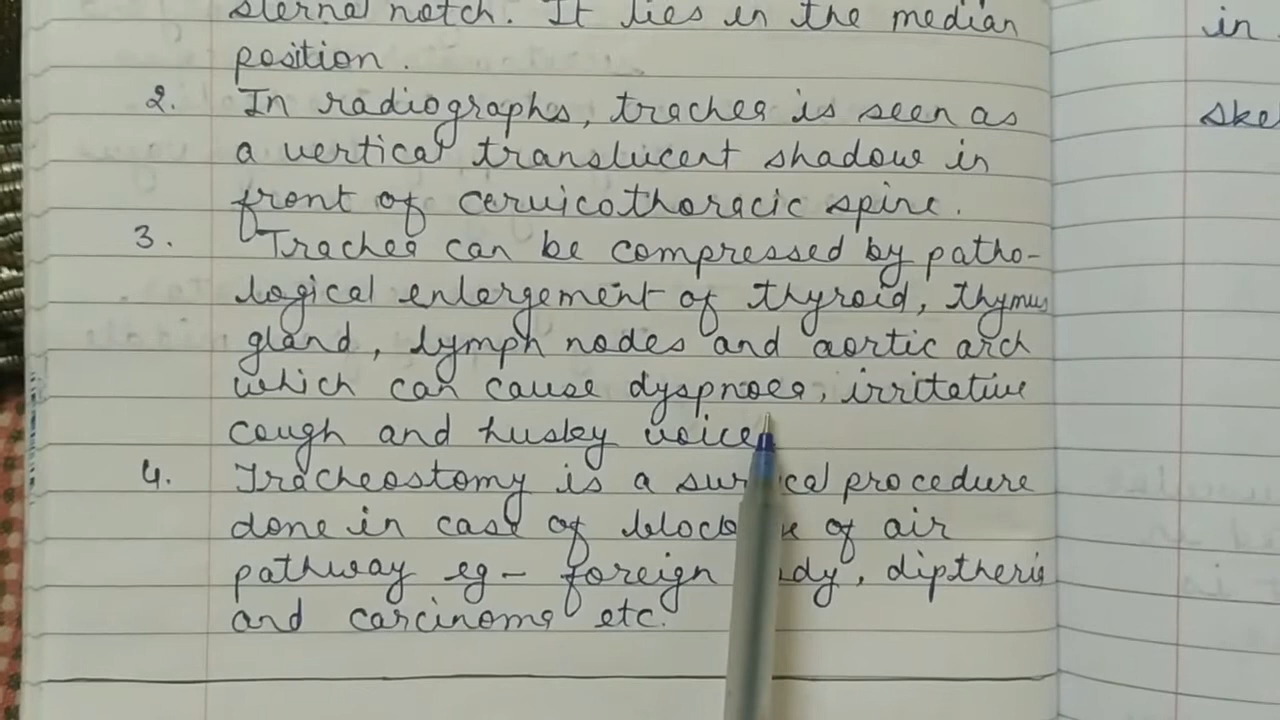 sternal notch. It lies in the median
in
position.
2. In radiographs, trachea is seen as
ske
a vertical translucent shadow in
front of cervicothoracic spine.
3. Trachea can be compressed by patho-
logical enlargement of thyroid, thymus
gland, lymph nodes and aortic arch
which can cause dyspnoea, irritative
cough and husky voice
4. Tracheostomy is a surical procedure
done in case of of air
pathway eg - foreign , diptheria
and carcinoma etc.